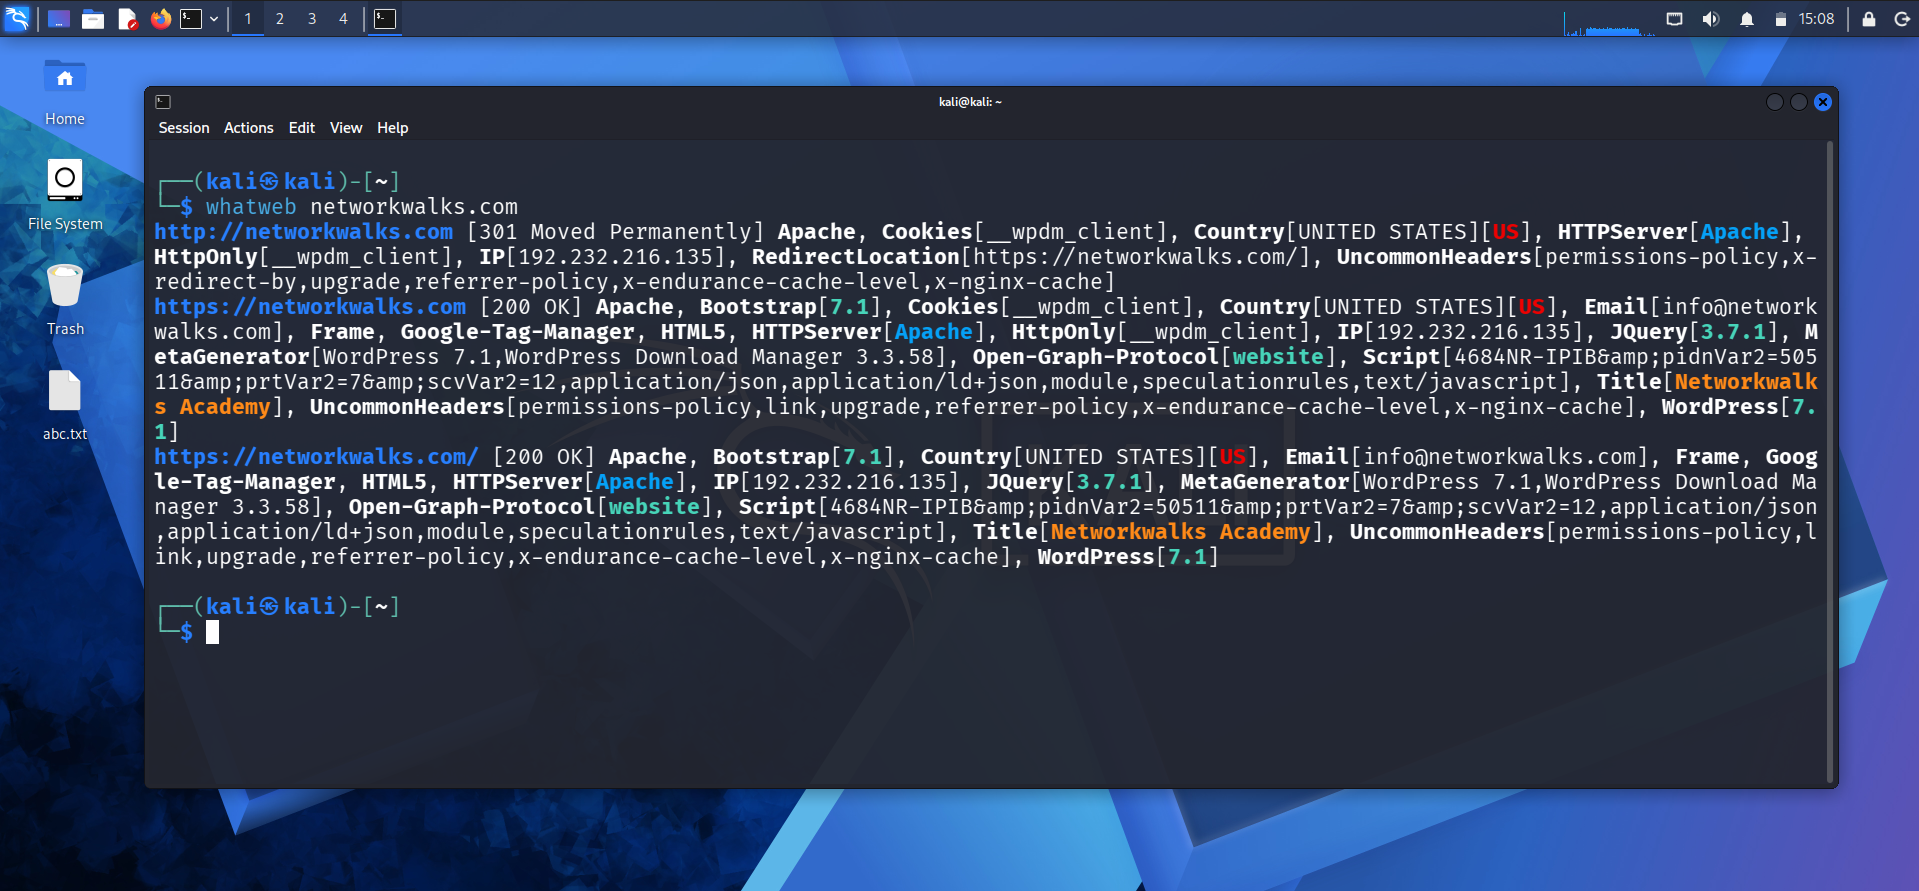 1 2 3 4
15:08
Home
File System
Trash
abc.txt
kali@kali: ~
Session Actions Edit View Help
┌──(kali㉿kali)-[~]
└─$ whatweb networkwalks.com
http://networkwalks.com [301 Moved Permanently] Apache, Cookies[__wpdm_client], Country[UNITED STATES][US], HTTPServer[Apache],
HttpOnly[__wpdm_client], IP[192.232.216.135], RedirectLocation[https://networkwalks.com/], UncommonHeaders[permissions-policy,x-
redirect-by,upgrade,referrer-policy,x-endurance-cache-level,x-nginx-cache]
https://networkwalks.com [200 OK] Apache, Bootstrap[7.1], Cookies[__wpdm_client], Country[UNITED STATES][US], Email[info@network
walks.com], Frame, Google-Tag-Manager, HTML5, HTTPServer[Apache], HttpOnly[__wpdm_client], IP[192.232.216.135], JQuery[3.7.1], M
etaGenerator[WordPress 7.1,WordPress Download Manager 3.3.58], Open-Graph-Protocol[website], Script[4684NR-IPIB&amp;pidnVar2=505
11&amp;prtVar2=7&amp;scvVar2=12,application/json,application/ld+json,module,speculationrules,text/javascript], Title[Networkwalk
s Academy], UncommonHeaders[permissions-policy,link,upgrade,referrer-policy,x-endurance-cache-level,x-nginx-cache], WordPress[7.
1]
https://networkwalks.com/ [200 OK] Apache, Bootstrap[7.1], Country[UNITED STATES][US], Email[info@networkwalks.com], Frame, Goog
le-Tag-Manager, HTML5, HTTPServer[Apache], IP[192.232.216.135], JQuery[3.7.1], MetaGenerator[WordPress 7.1,WordPress Download Ma
nager 3.3.58], Open-Graph-Protocol[website], Script[4684NR-IPIB&amp;pidnVar2=50511&amp;prtVar2=7&amp;scvVar2=12,application/json
,application/ld+json,module,speculationrules,text/javascript], Title[Networkwalks Academy], UncommonHeaders[permissions-policy,l
ink,upgrade,referrer-policy,x-endurance-cache-level,x-nginx-cache], WordPress[7.1]
┌──(kali㉿kali)-[~]
└─$